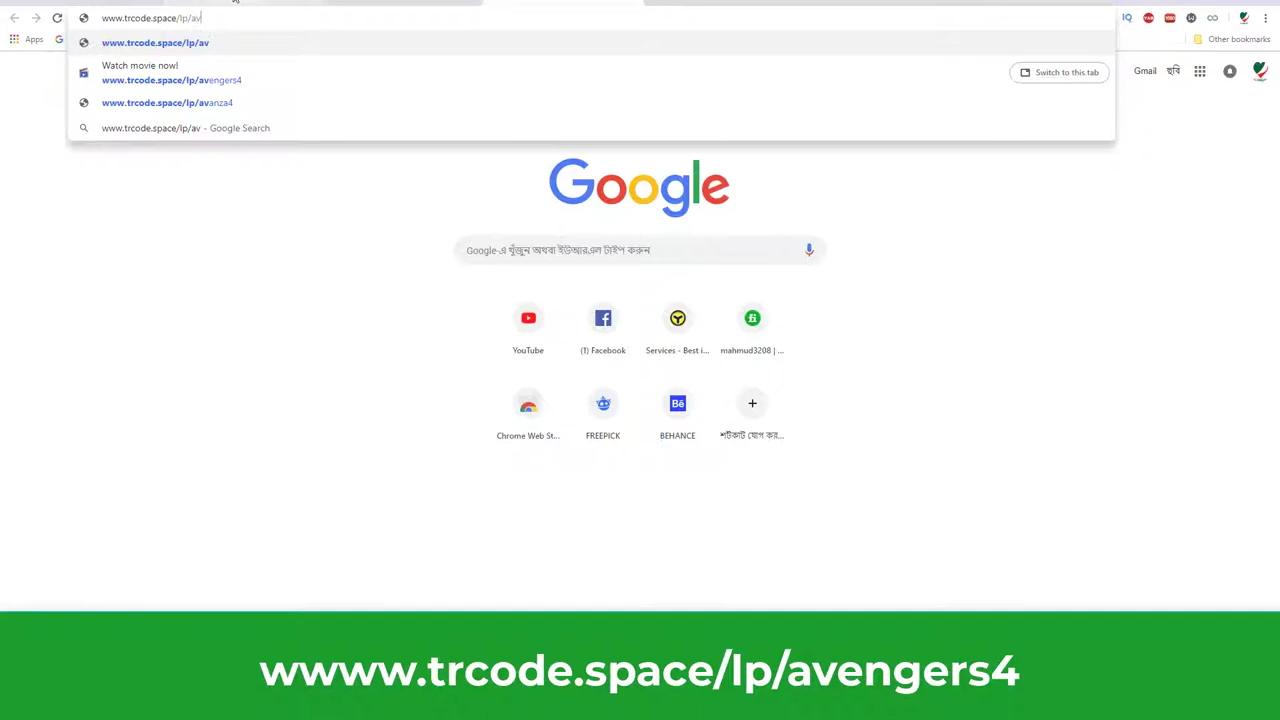 www.trcode.space/lp/av
www.trcode.space/lp/av
Watch movie now!
www.trcode.space/lp/avengers4
Switch to this tab
www.trcode.space/lp/avanza4
www.trcode.space/lp/av - Google Search
Apps
Other bookmarks
Gmail
ছবি
Google
Google-এ খুঁজুন অথবা ইউআরএল টাইপ করুন
YouTube
(1) Facebook
Services - Best i...
mahmud3208 | ...
Chrome Web St...
FREEPICK
BEHANCE
শর্টকাট যোগ কর...
wwww.trcode.space/lp/avengers4